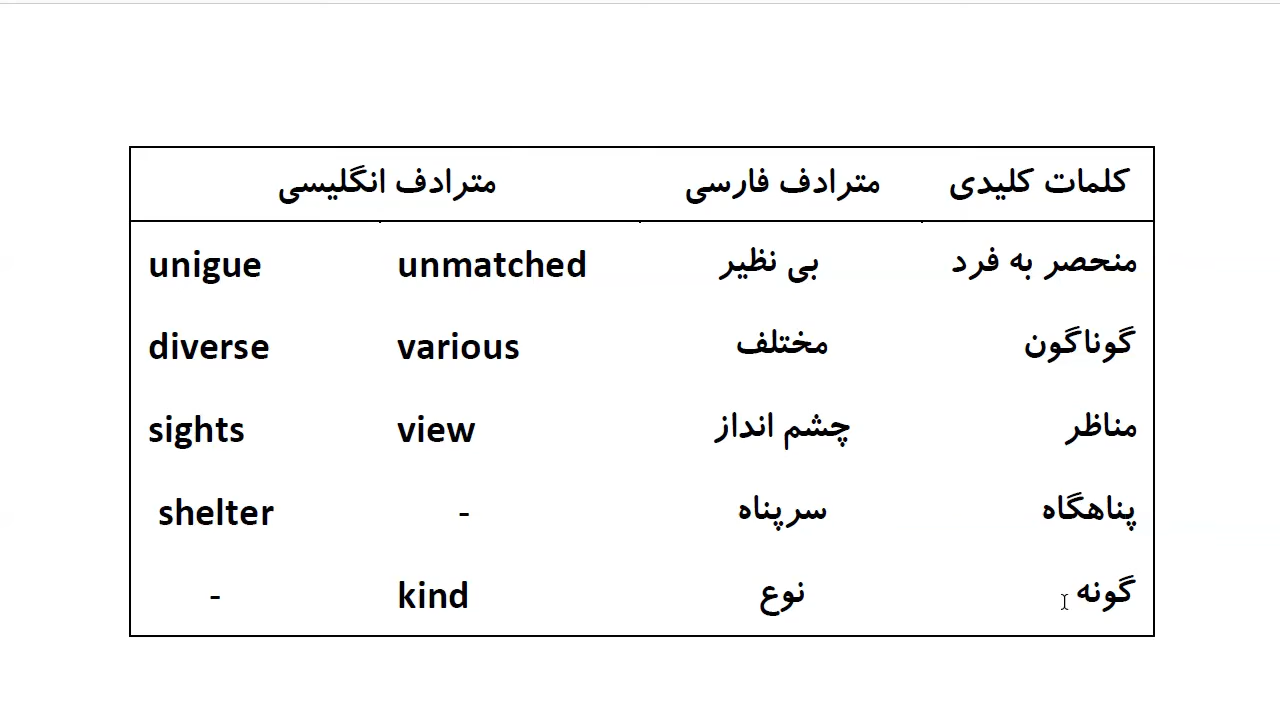 کلمات کلیدی مترادف فارسی مترادف انگلیسی
منحصر به فرد بی نظیر unmatched unigue
گوناگون مختلف various diverse
مناظر چشم انداز view sights
پناهگاه سرپناه - shelter
گونه نوع kind -